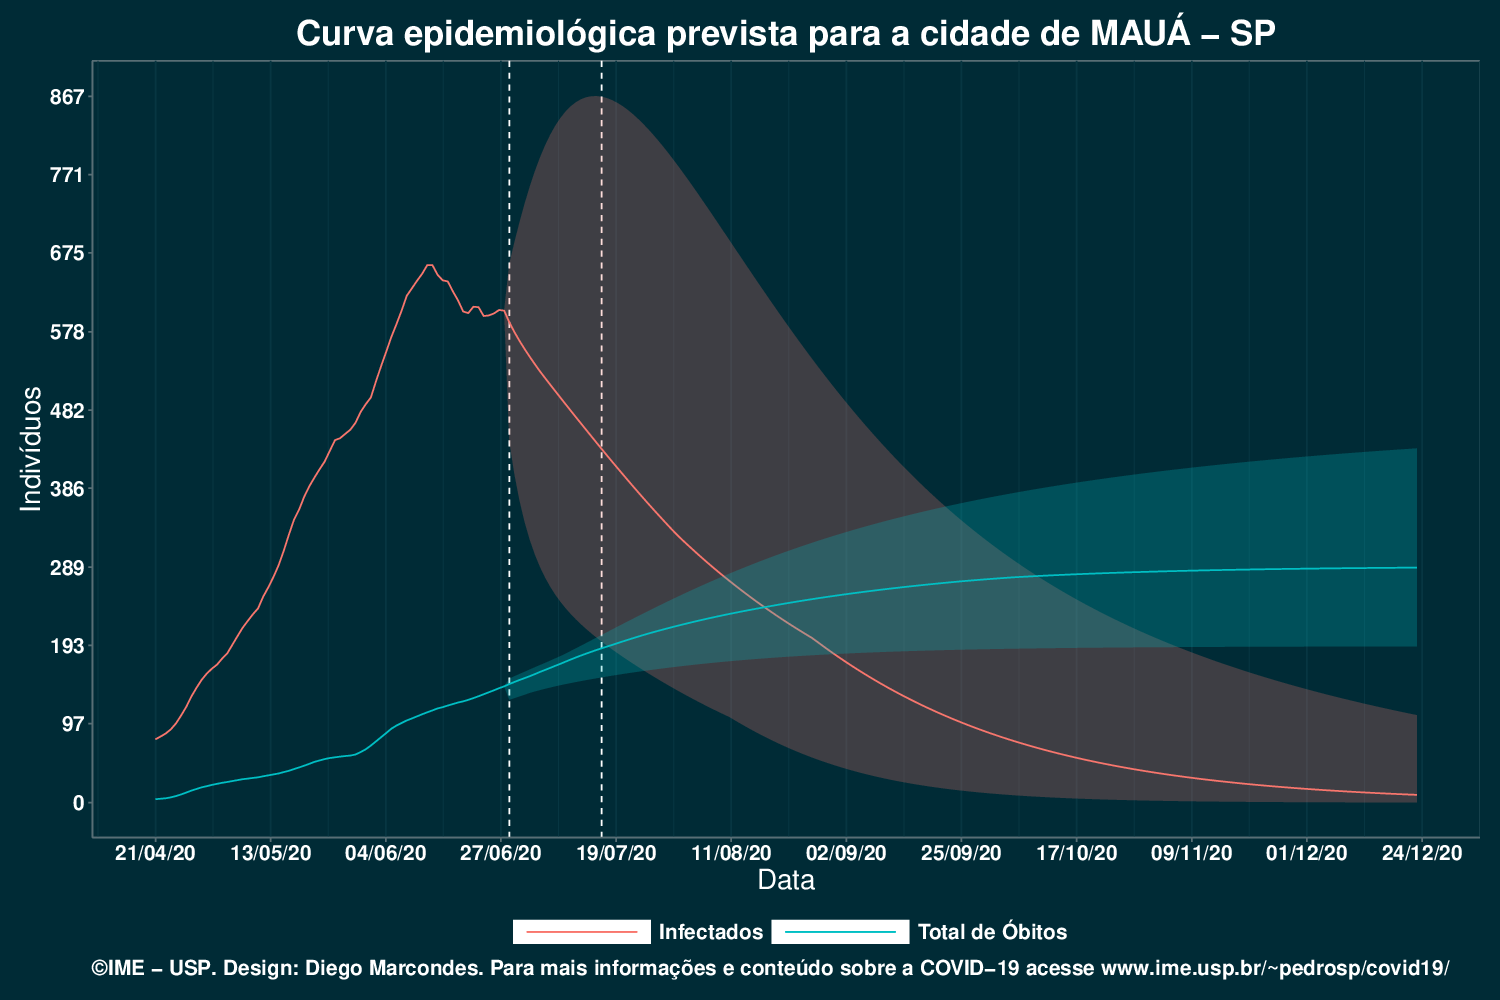 Curva epidemiológica prevista para a cidade de MAUÁ – SP
867
771
675
578
482
386
289
193
97
0
Indivíduos
21/04/20 13/05/20 04/06/20 27/06/20 19/07/20 11/08/20 02/09/20 25/09/20 17/10/20 09/11/20 01/12/20 24/12/20
Data
Infectados Total de Óbitos
©IME – USP. Design: Diego Marcondes. Para mais informações e conteúdo sobre a COVID–19 acesse www.ime.usp.br/~pedrosp/covid19/